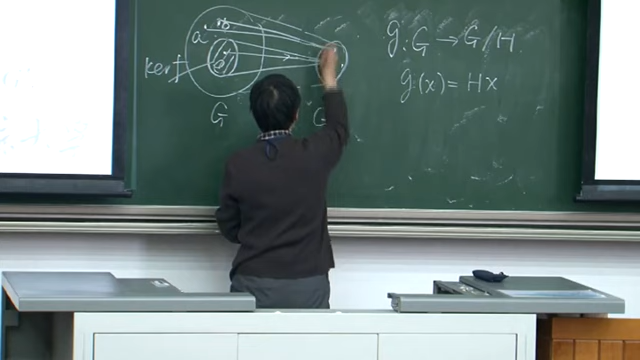 g: G → G/H
g(x) = Hx
a
b
e
ker f
G
G